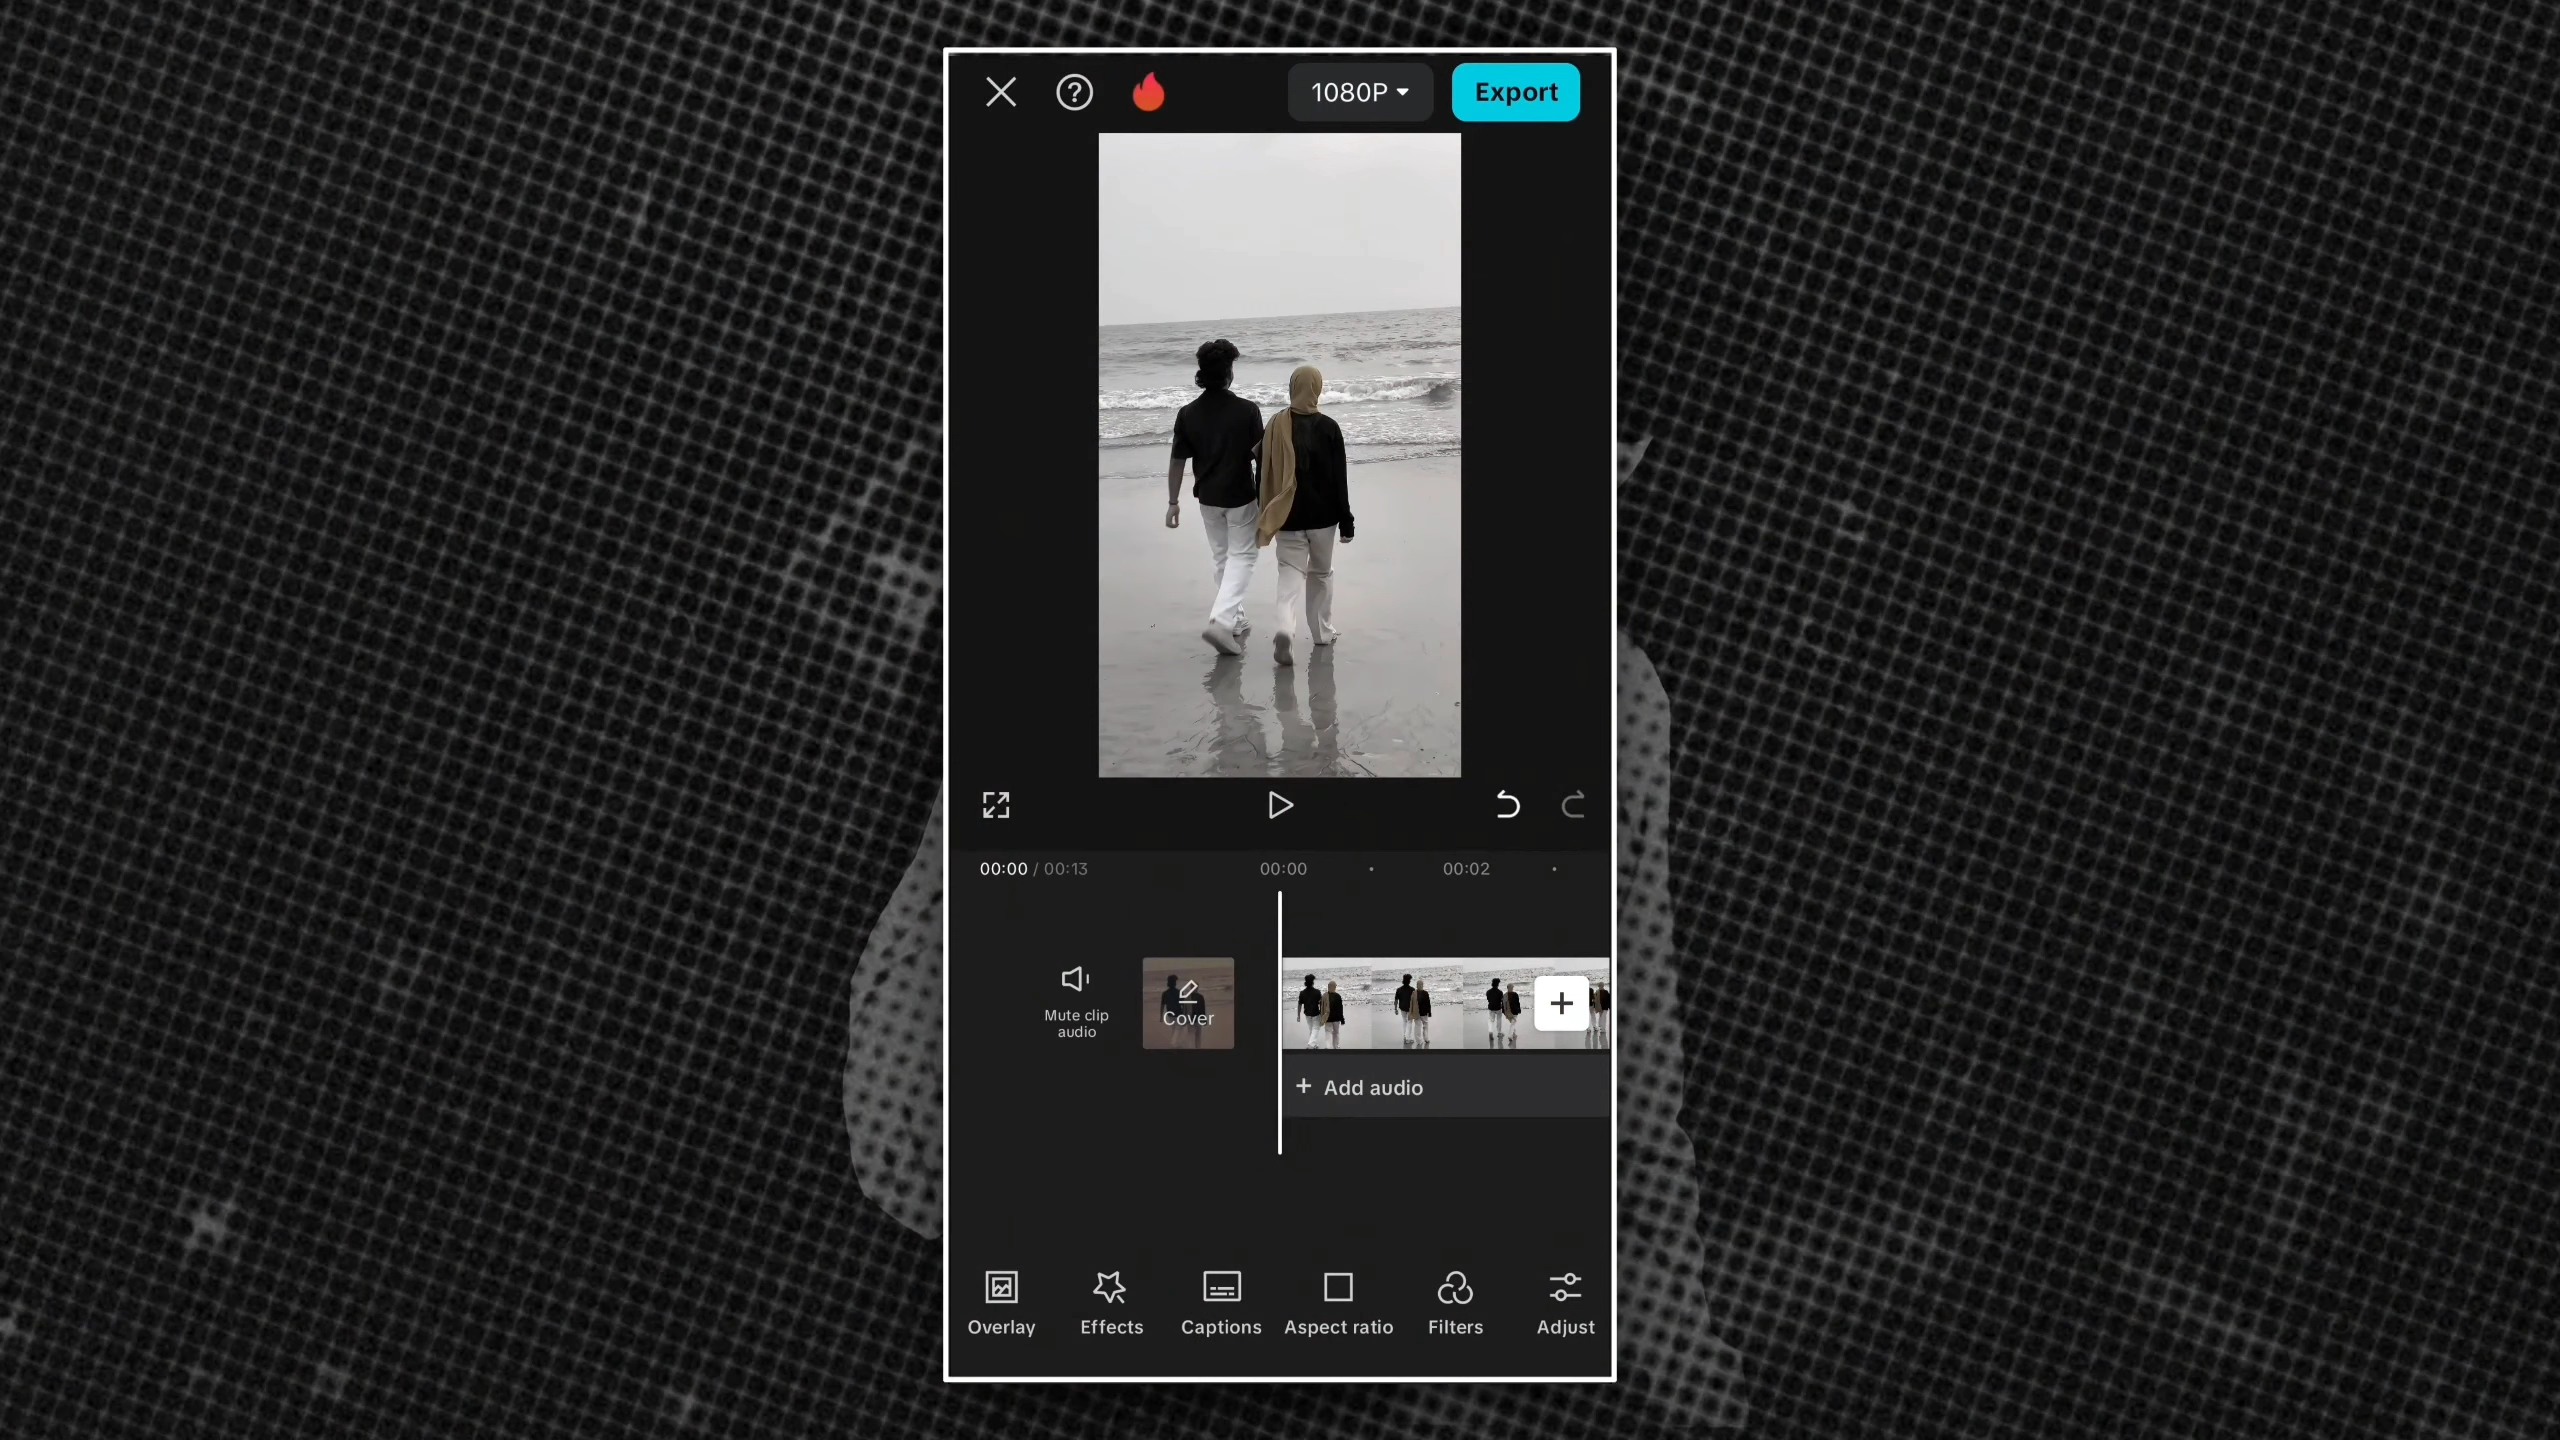 1080P
Export
00:00 / 00:13
00:00
00:02
Mute clip
audio
Cover
+ Add audio
Overlay
Effects
Captions
Aspect ratio
Filters
Adjust